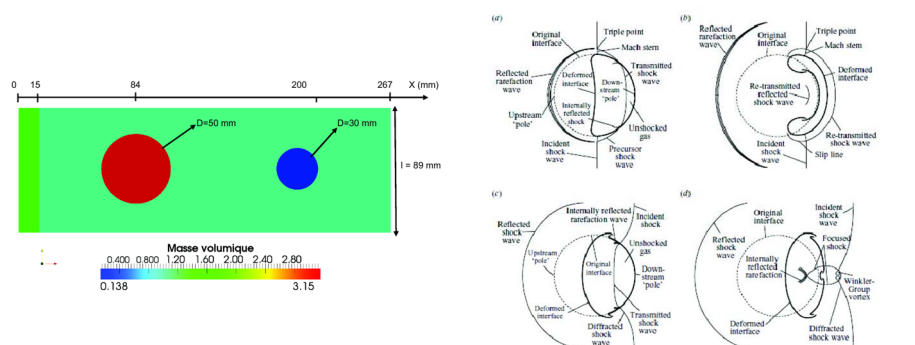 0 15 84 200 267 X (mm)
D=50 mm
D=30 mm
l = 89 mm
Masse volumique
0.400 0.800 1.20 1.60 2.00 2.40 2.80
0.138 3.15
(a)
Original
interface
Triple point
Mach stem
Reflected
rarefaction
wave
Deformed
interface
Down-
stream
'pole'
Transmitted
shock
wave
Internally
reflected
shock
Upstream
'pole'
Unshocked
gas
Incident
shock
wave
Precursor
shock
wave
(b)
Reflected
rarefaction
wave
Original
interface
Triple point
Mach stem
Deformed
interface
Re-transmitted
reflected
shock wave
Re-transmitted
shock wave
Incident
shock
wave
Slip line
(c)
Reflected
shock
wave
Internally reflected
rarefaction wave
Incident
shock
Unshocked
gas
Upstream
'pole'
Original
interface
Down-
stream
'pole'
Deformed
interface
Diffracted
shock
wave
Transmitted
shock
wave
(d)
Original
interface
Incident
shock
wave
Reflected
shock
wave
Focused
shock
Internally
reflected
rarefaction
Winkler-
Group
vortex
Deformed
interface
Diffracted
shock
wave